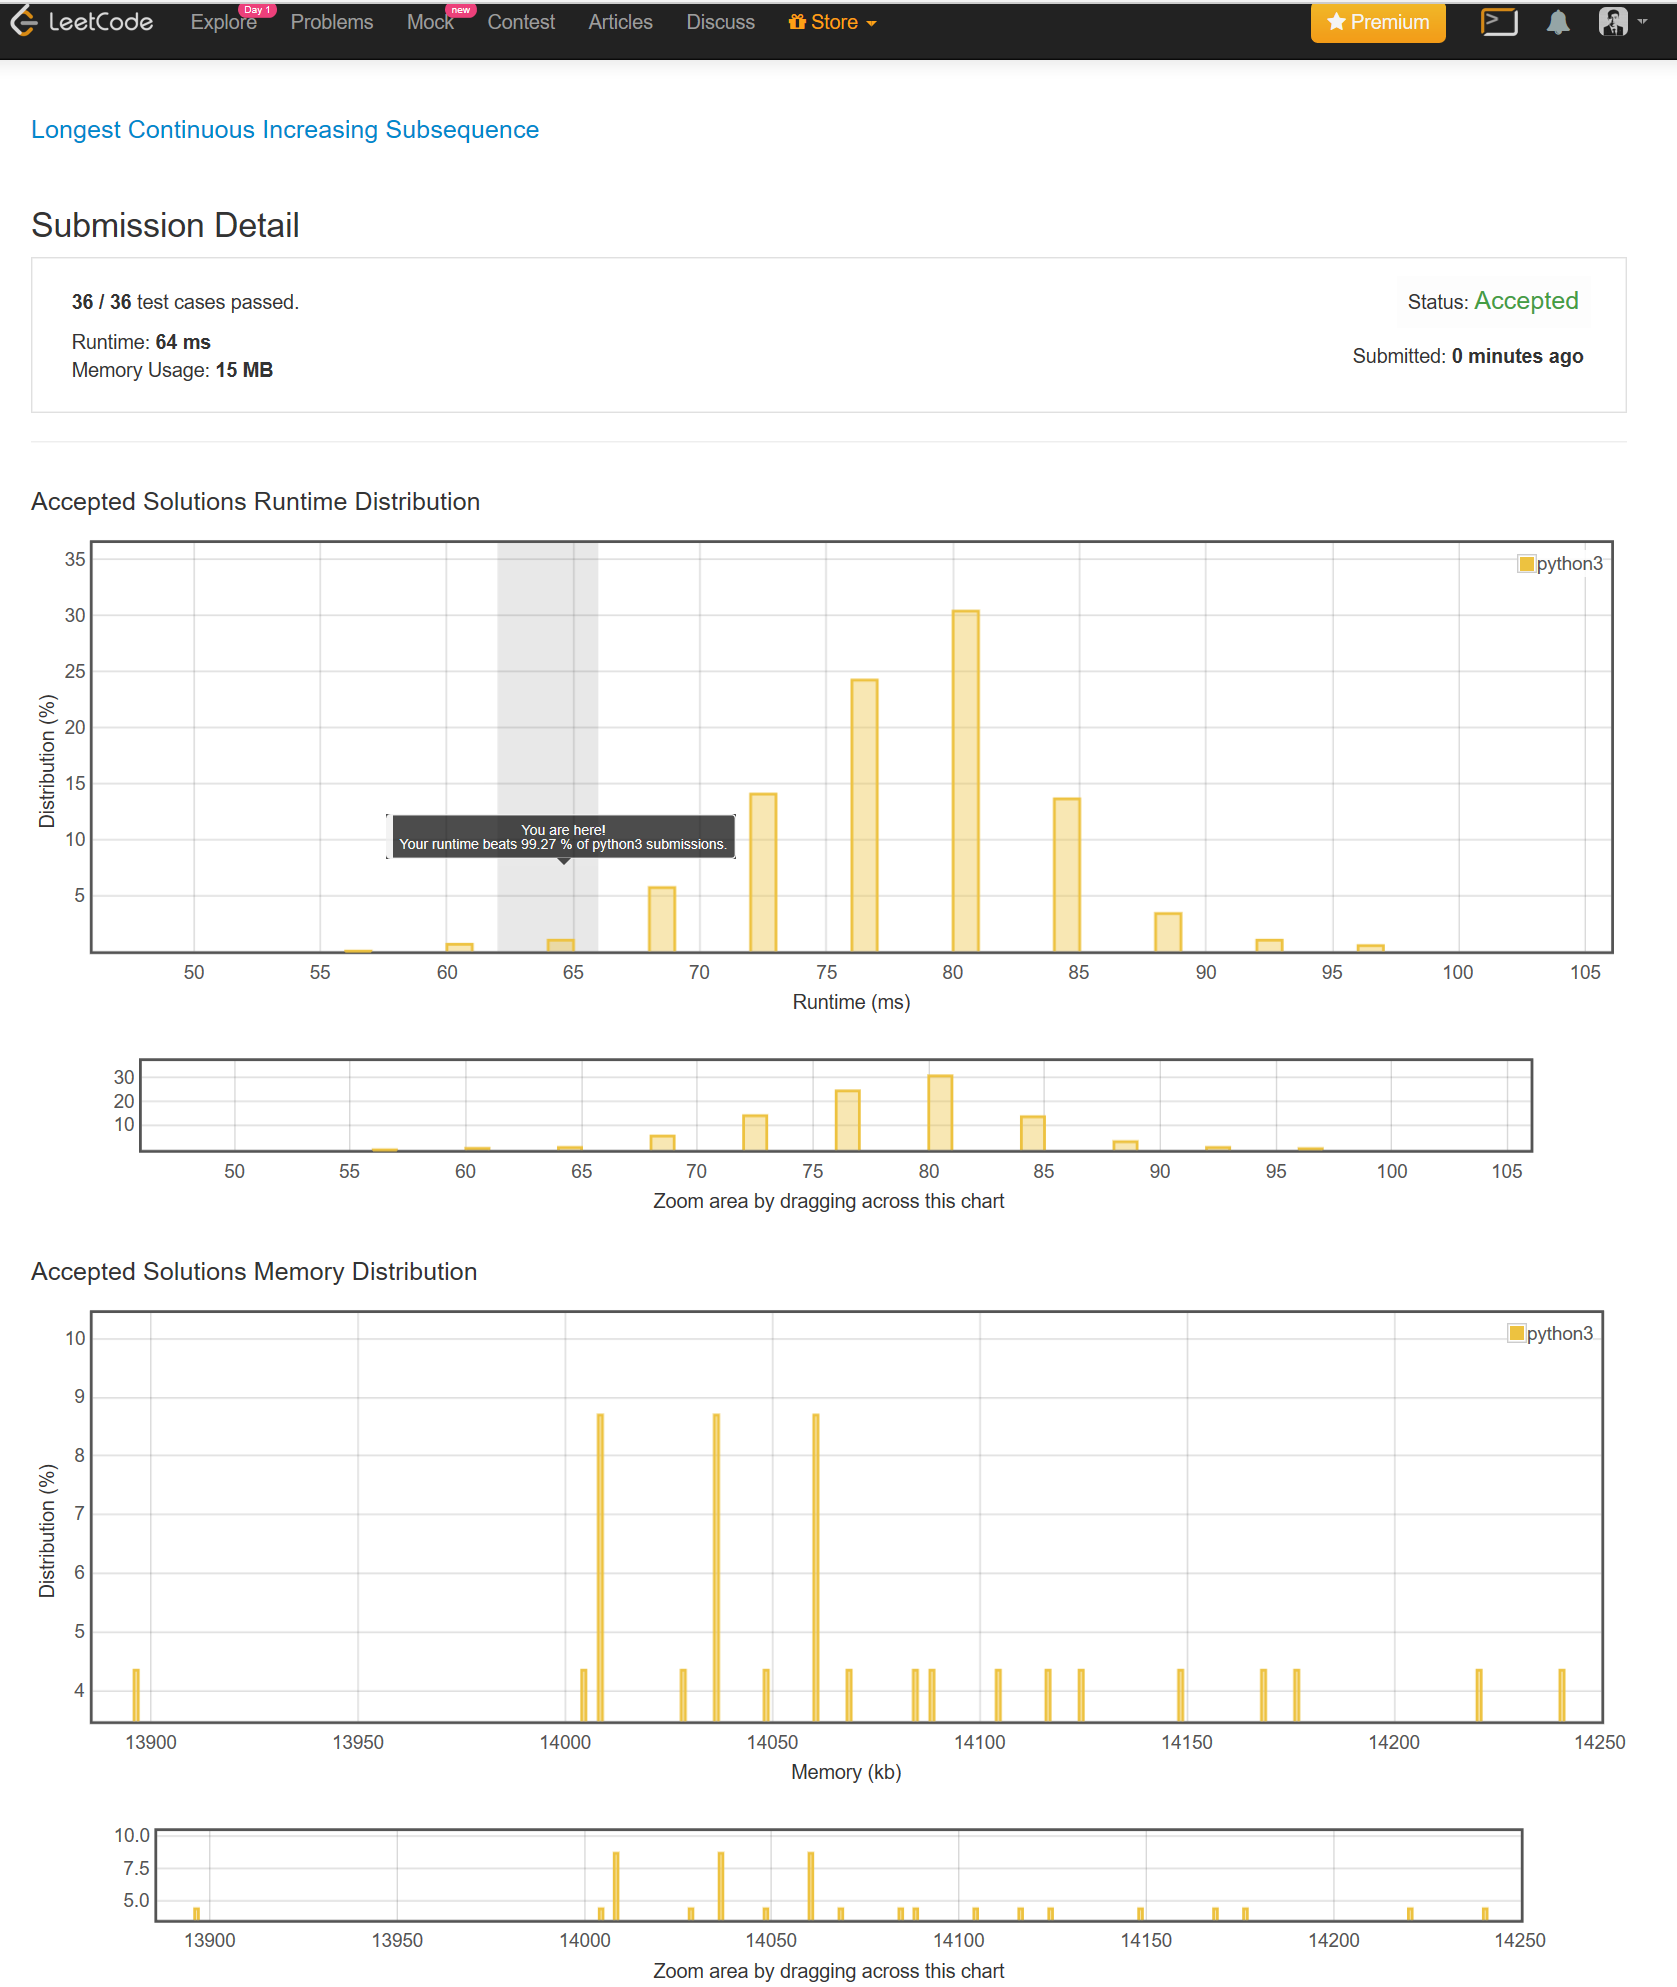 LeetCode Explore Day 1 Problems Mock new Contest Articles Discuss Store Premium
Longest Continuous Increasing Subsequence
Submission Detail
36 / 36 test cases passed.
Status: Accepted
Runtime: 64 ms
Submitted: 0 minutes ago
Memory Usage: 15 MB
Accepted Solutions Runtime Distribution
python3
35
30
25
20
15
10
5
Distribution (%)
You are here!
Your runtime beats 99.27 % of python3 submissions.
50 55 60 65 70 75 80 85 90 95 100 105
Runtime (ms)
30
20
10
50 55 60 65 70 75 80 85 90 95 100 105
Zoom area by dragging across this chart
Accepted Solutions Memory Distribution
python3
10
9
8
7
6
5
4
Distribution (%)
13900 13950 14000 14050 14100 14150 14200 14250
Memory (kb)
10.0
7.5
5.0
13900 13950 14000 14050 14100 14150 14200 14250
Zoom area by dragging across this chart